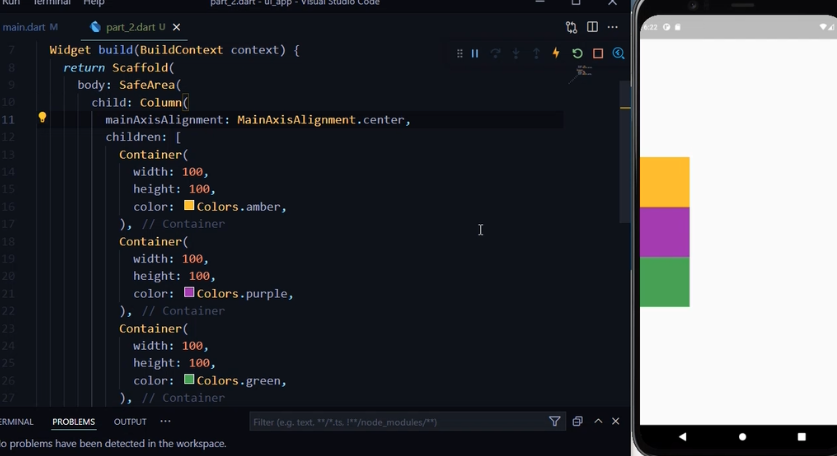 Run Terminal Help part_2.dart - ui_app - Visual Studio Code
main.dart M part_2.dart U
7 Widget build(BuildContext context) {
8 return Scaffold(
9 body: SafeArea(
10 child: Column(
11 mainAxisAlignment: MainAxisAlignment.center,
12 children: [
13 Container(
14 width: 100,
15 height: 100,
16 color: Colors.amber,
17 ), // Container
18 Container(
19 width: 100,
20 height: 100,
21 color: Colors.purple,
22 ), // Container
23 Container(
24 width: 100,
25 height: 100,
26 color: Colors.green,
27 ), // Container
ERMINAL PROBLEMS OUTPUT Filter (e.g. text, **/*.ts, !**/node_modules/**)
o problems have been detected in the workspace.
6:22